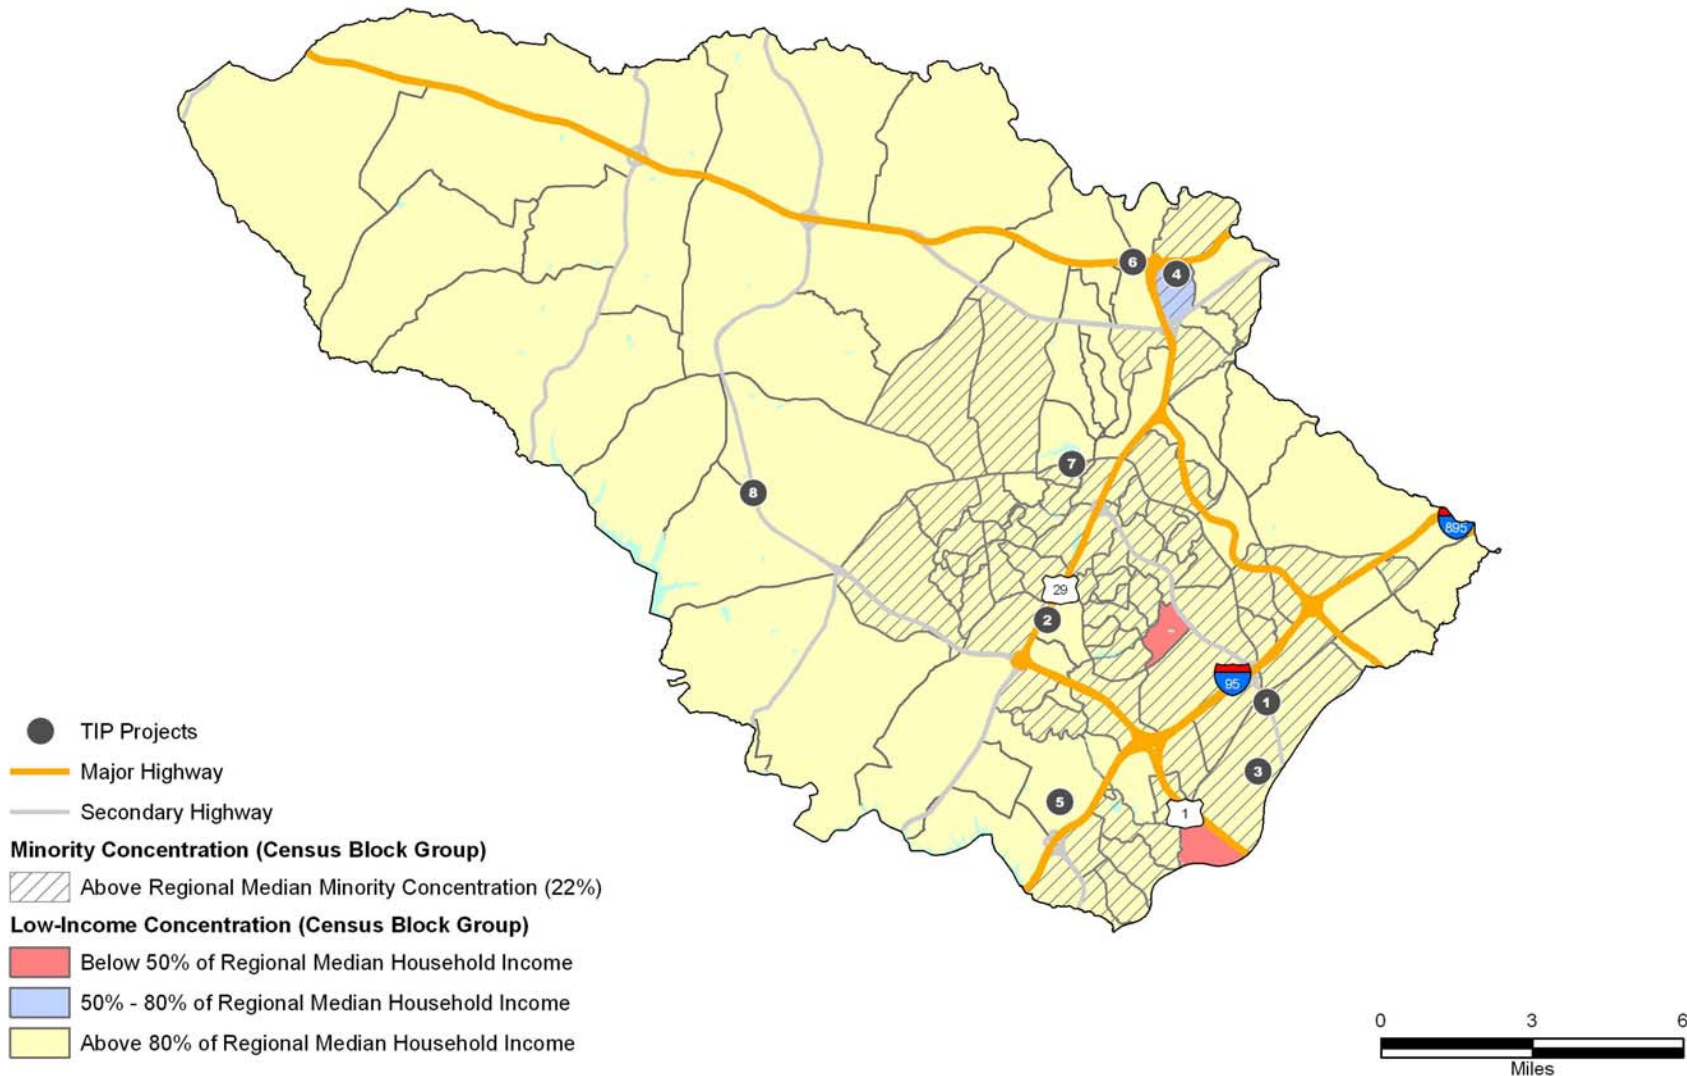 6
4
7
8
895
29
2
95
1
3
5
1
TIP Projects
Major Highway
Secondary Highway
Minority Concentration (Census Block Group)
Above Regional Median Minority Concentration (22%)
Low-Income Concentration (Census Block Group)
Below 50% of Regional Median Household Income
50% - 80% of Regional Median Household Income
Above 80% of Regional Median Household Income
0 3 6
Miles